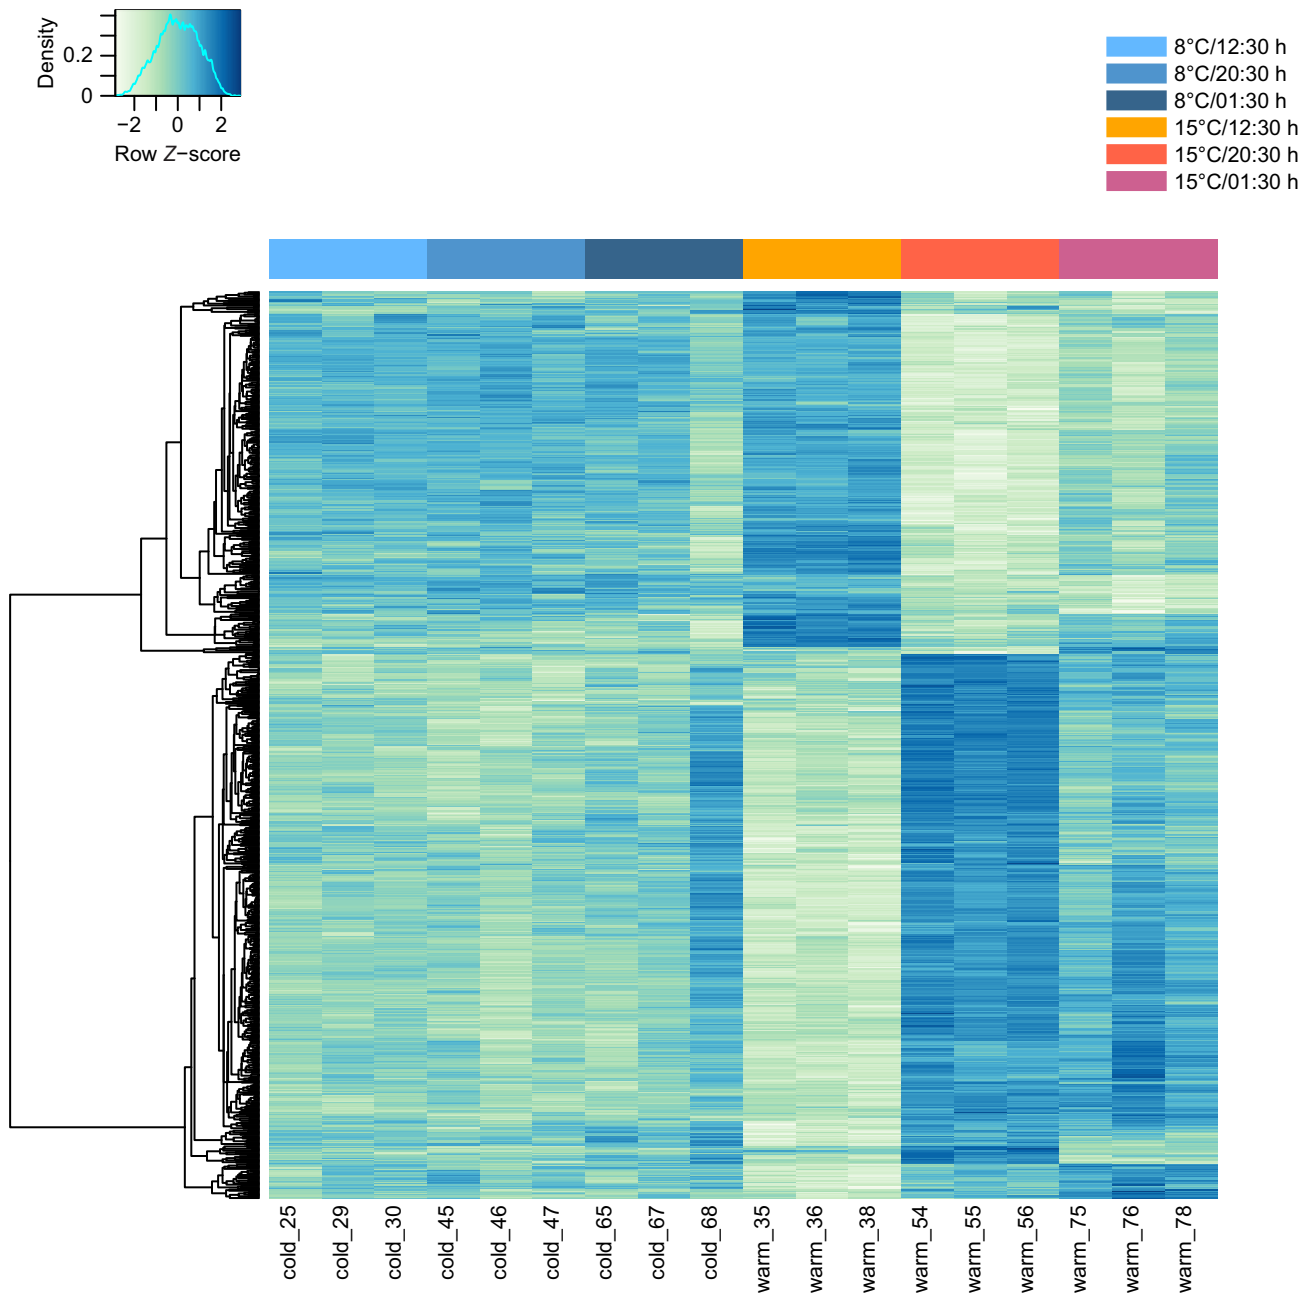 Density
0.2
0
−2 0 2
Row Z−score
8°C/12:30 h
8°C/20:30 h
8°C/01:30 h
15°C/12:30 h
15°C/20:30 h
15°C/01:30 h
cold_25
cold_29
cold_30
cold_45
cold_46
cold_47
cold_65
cold_67
cold_68
warm_35
warm_36
warm_38
warm_54
warm_55
warm_56
warm_75
warm_76
warm_78